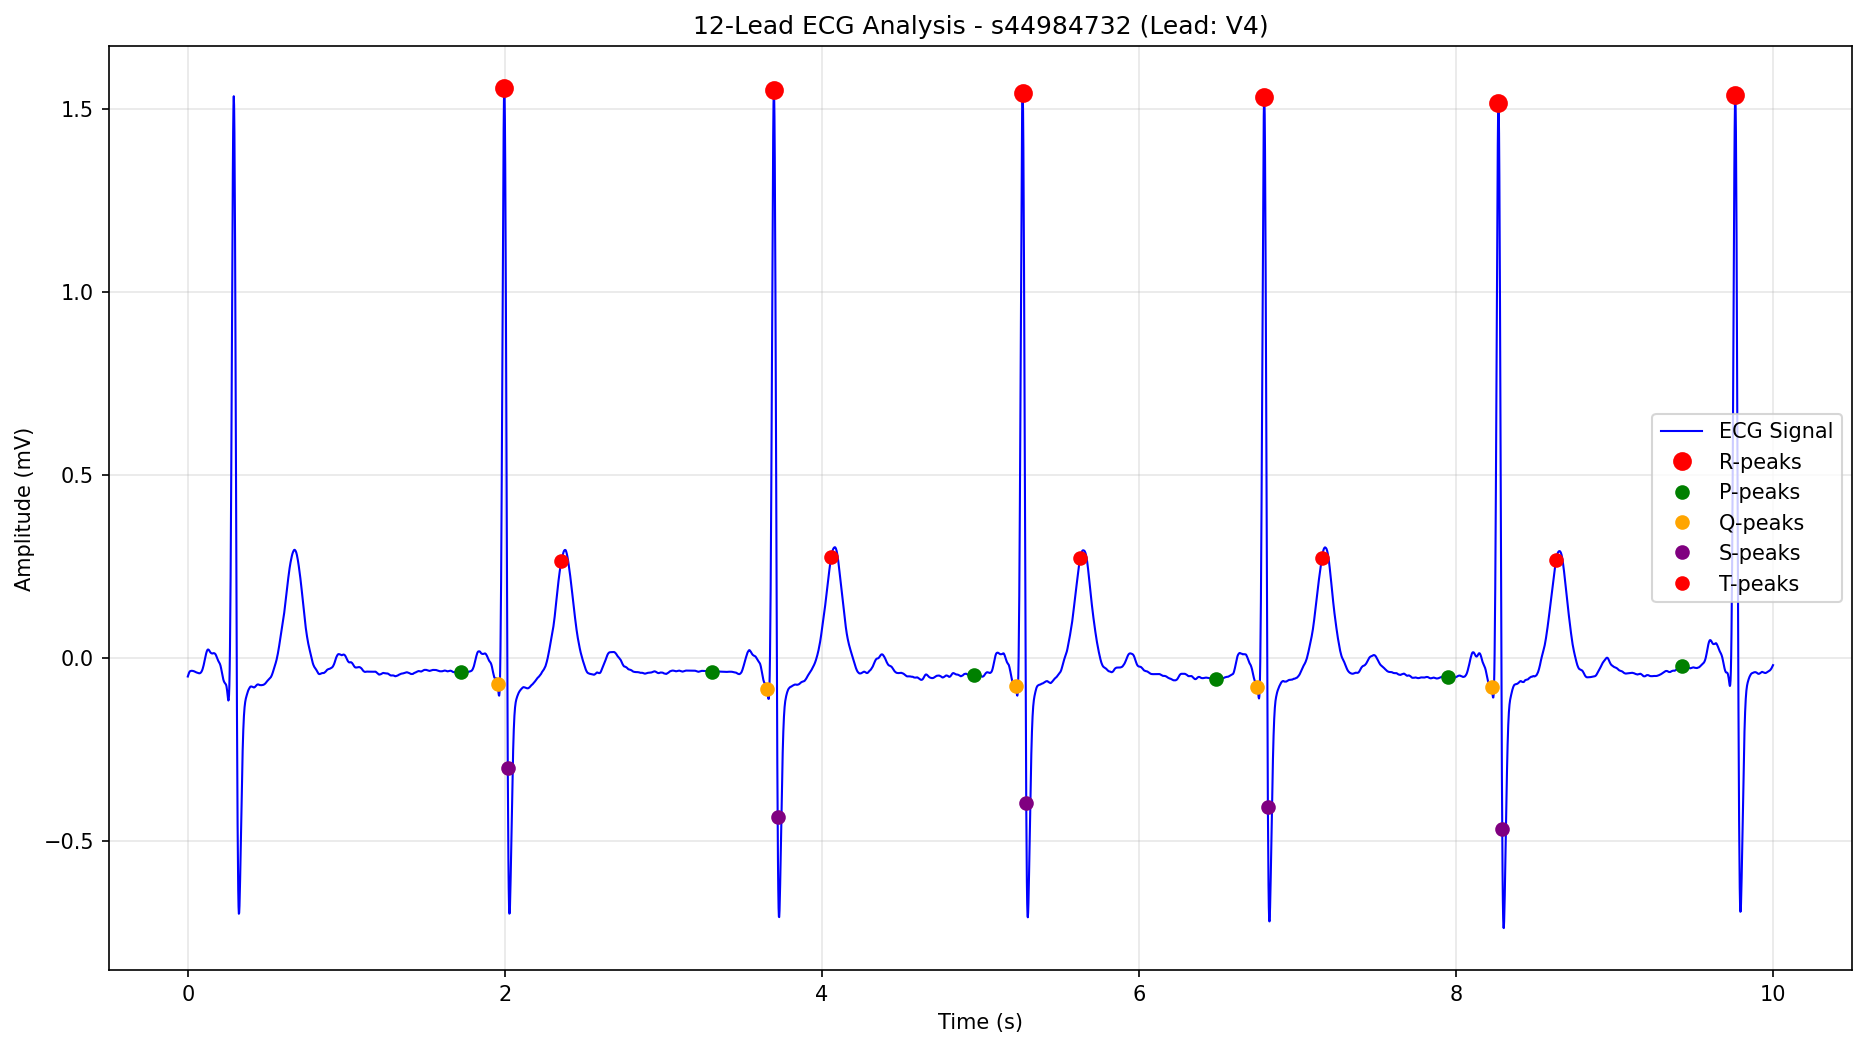 12-Lead ECG Analysis - s44984732 (Lead: V4)
Amplitude (mV)
1.5
1.0
0.5
0.0
−0.5
ECG Signal
R-peaks
P-peaks
Q-peaks
S-peaks
T-peaks
0 2 4 6 8 10
Time (s)